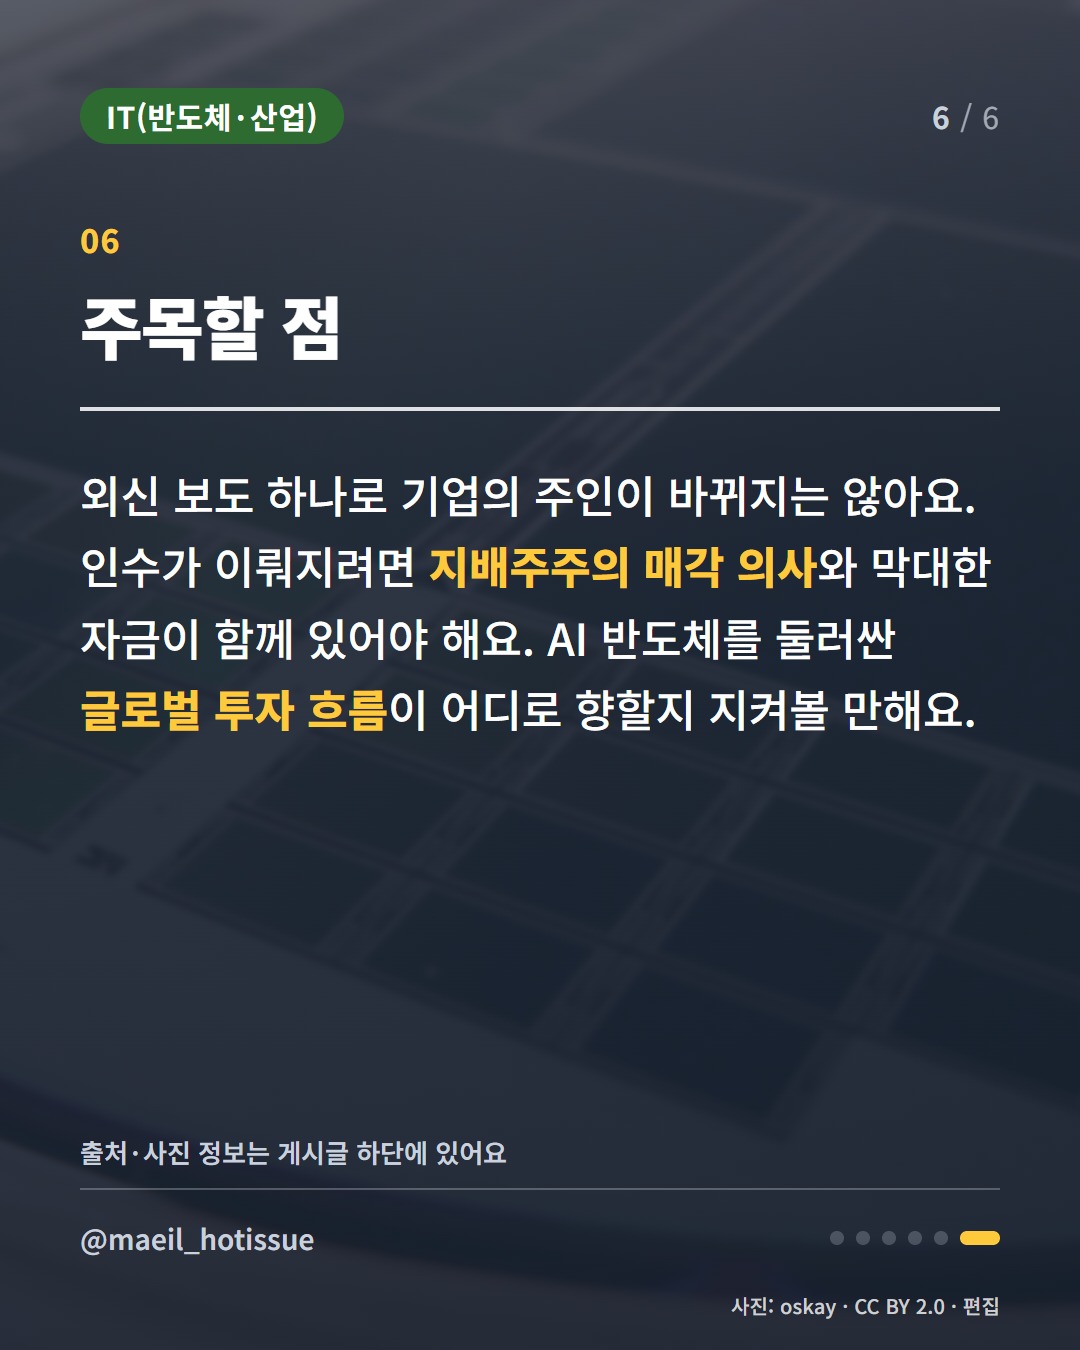 IT(반도체·산업)
6 / 6
06
주목할 점
외신 보도 하나로 기업의 주인이 바뀌지는 않아요.
인수가 이뤄지려면 지배주주의 매각 의사와 막대한
자금이 함께 있어야 해요. AI 반도체를 둘러싼
글로벌 투자 흐름이 어디로 향할지 지켜볼 만해요.
출처·사진 정보는 게시글 하단에 있어요
@maeil_hotissue
사진: oskay · CC BY 2.0 · 편집